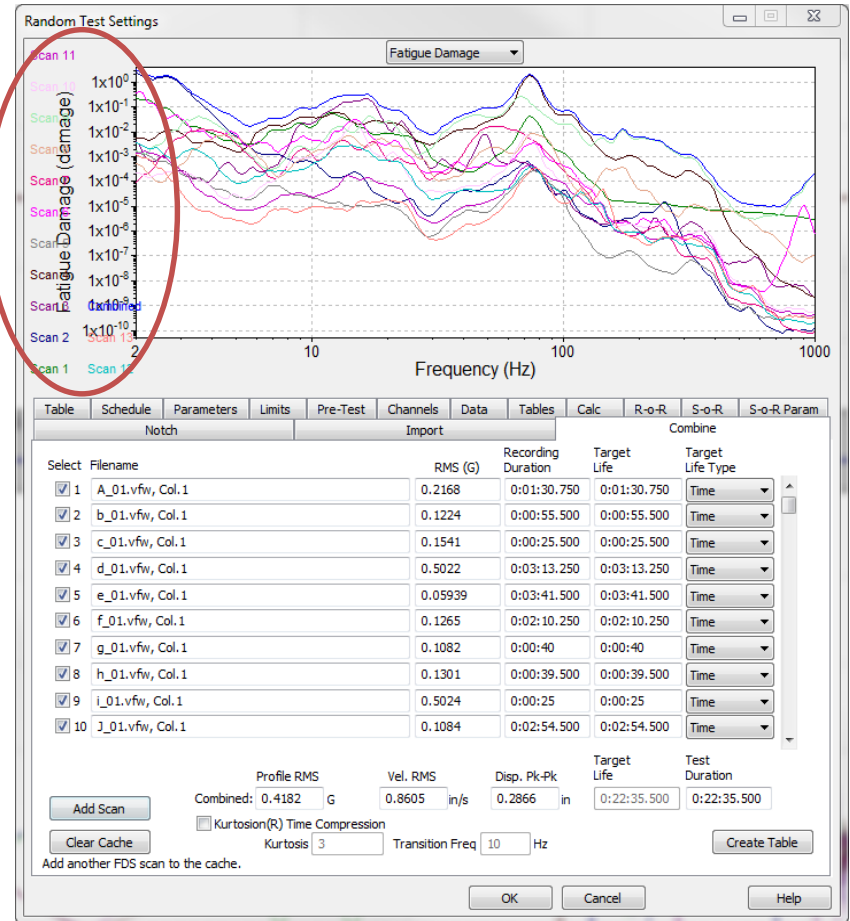 Random Test Settings
Fatigue Damage
Scan 11
Scan 10
Scan
Scan
Scan
Scan
Scan
Scan
Scan 3 Combined
Scan 2 Scan 13
Scan 1 Scan 12
Fatigue Damage (damage)
1x10^0
1x10^-1
1x10^-2
1x10^-3
1x10^-4
1x10^-5
1x10^-6
1x10^-7
1x10^-8
1x10^-9
1x10^-10
2 10 100 1000
Frequency (Hz)
Table Schedule Parameters Limits Pre-Test Channels Data Tables Calc R-o-R S-o-R S-o-R Param
Notch Import Combine
Select Filename RMS (G) Recording Duration Target Life Target Life Type
1 A_01.vfw, Col.1 0.2168 0:01:30.750 0:01:30.750 Time
2 b_01.vfw, Col.1 0.1224 0:00:55.500 0:00:55.500 Time
3 c_01.vfw, Col.1 0.1541 0:00:25.500 0:00:25.500 Time
4 d_01.vfw, Col.1 0.5022 0:03:13.250 0:03:13.250 Time
5 e_01.vfw, Col.1 0.05939 0:03:41.500 0:03:41.500 Time
6 f_01.vfw, Col.1 0.1265 0:02:10.250 0:02:10.250 Time
7 g_01.vfw, Col.1 0.1082 0:00:40 0:00:40 Time
8 h_01.vfw, Col.1 0.1301 0:00:39.500 0:00:39.500 Time
9 i_01.vfw, Col.1 0.5024 0:00:25 0:00:25 Time
10 J_01.vfw, Col.1 0.1084 0:02:54.500 0:02:54.500 Time
Profile RMS Vel. RMS Disp. Pk-Pk Target Life Test Duration
Add Scan Combined: 0.4182 G 0.8605 in/s 0.2866 in 0:22:35.500 0:22:35.500
Kurtosion(R) Time Compression
Clear Cache Kurtosis 3 Transition Freq 10 Hz Create Table
Add another FDS scan to the cache.
OK Cancel Help